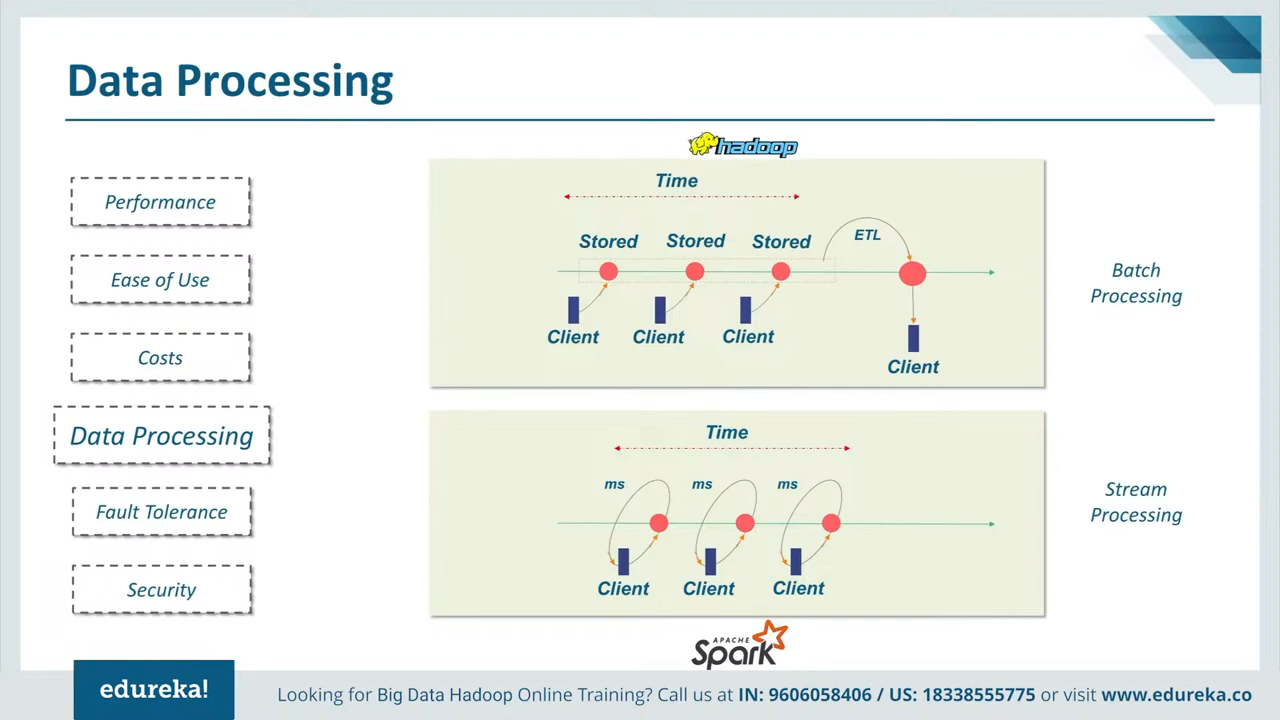 Data Processing
Performance
Ease of Use
Costs
Data Processing
Fault Tolerance
Security
hadoop
Time
Stored Stored Stored
ETL
Client Client Client
Client
Batch
Processing
Time
ms ms ms
Client Client Client
Stream
Processing
APACHE
Spark
edureka!
Looking for Big Data Hadoop Online Training? Call us at IN: 9606058406 / US: 18338555775 or visit www.edureka.co